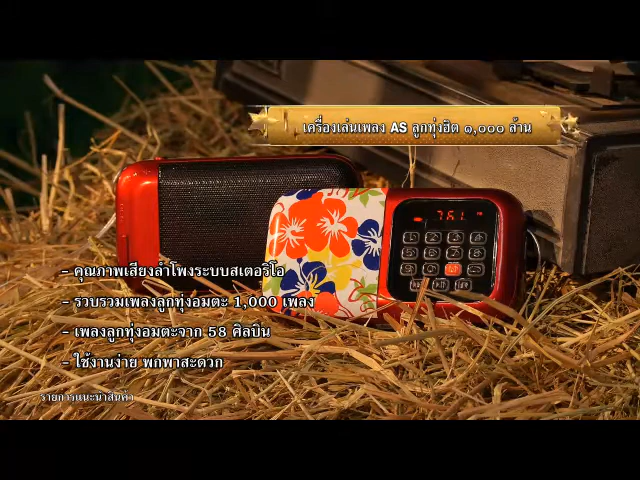 เครื่องเล่นเพลง AS ลูกทุ่งฮิต ๑,๐๐๐ ล้าน
761
- คุณภาพเสียงลำโพงระบบสเตอริโอ
- รวบรวมเพลงลูกทุ่งอมตะ 1,000 เพลง
- เพลงลูกทุ่งอมตะจาก 58 ศิลปิน
- ใช้งานง่าย พกพาสะดวก
รายการแนะนำสินค้า